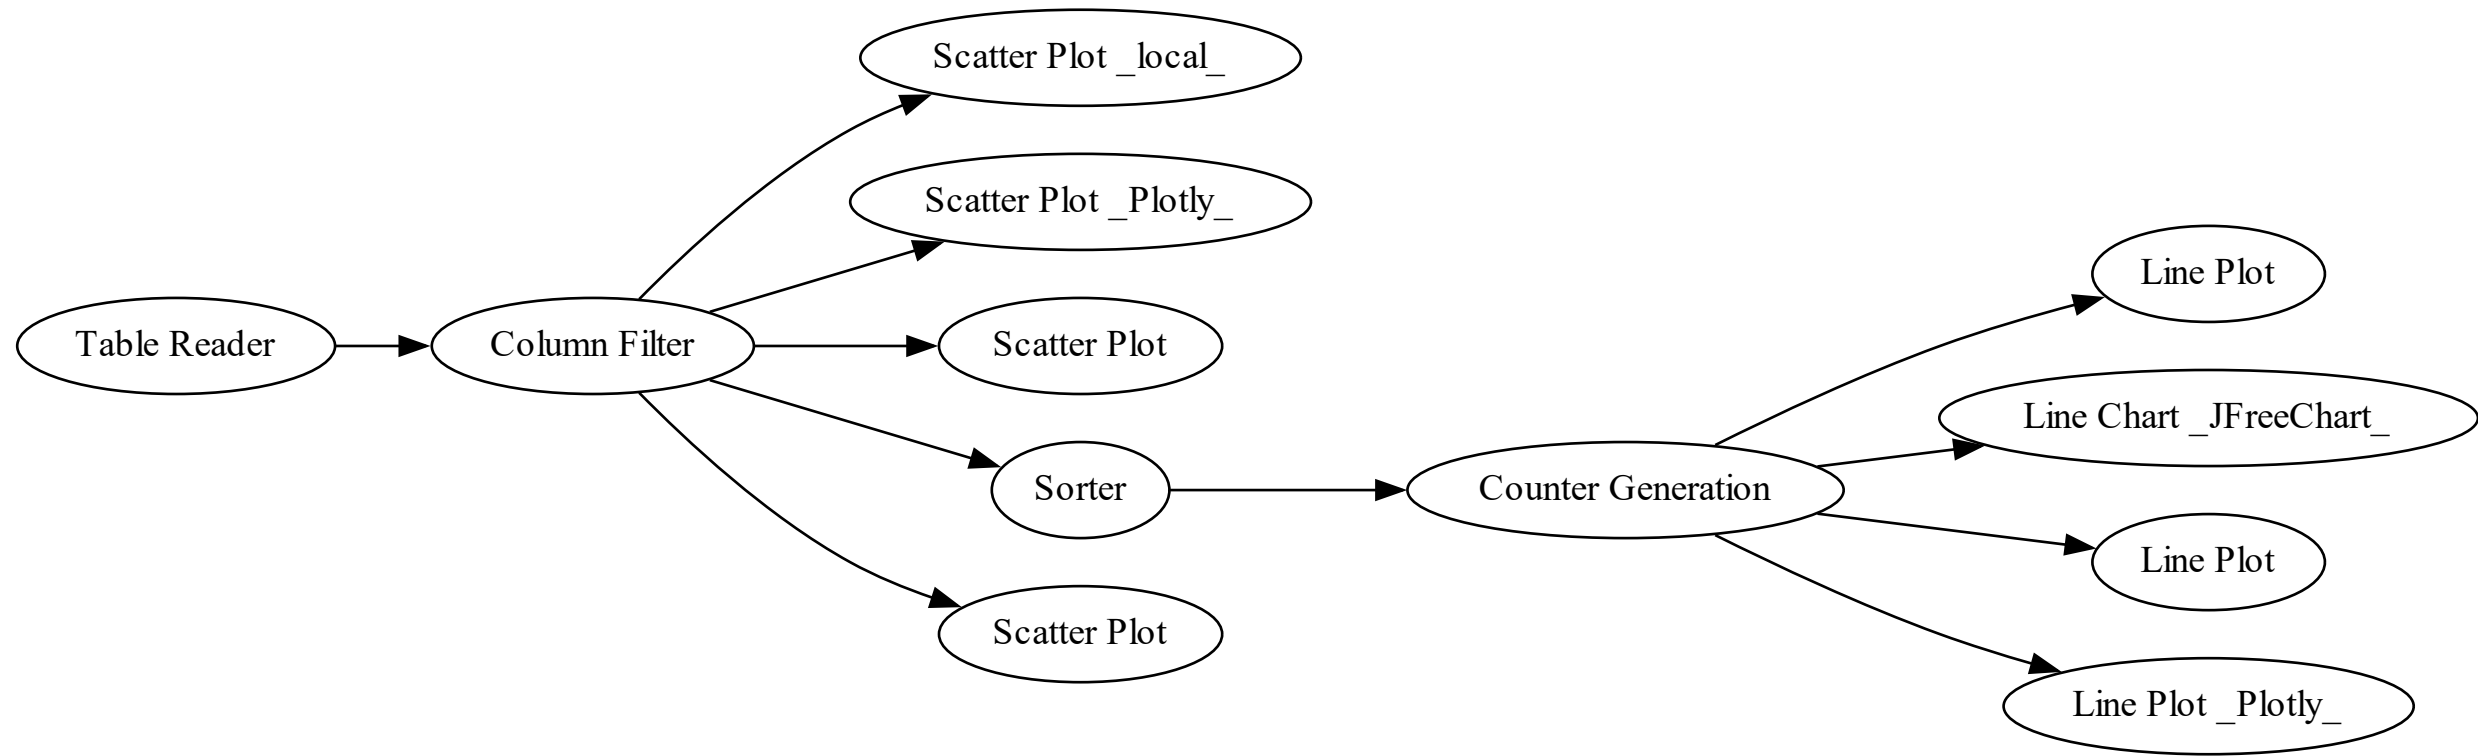 Scatter Plot _local_
Scatter Plot _Plotly_
Table Reader
Column Filter
Scatter Plot
Sorter
Scatter Plot
Counter Generation
Line Plot
Line Chart _JFreeChart_
Line Plot
Line Plot _Plotly_